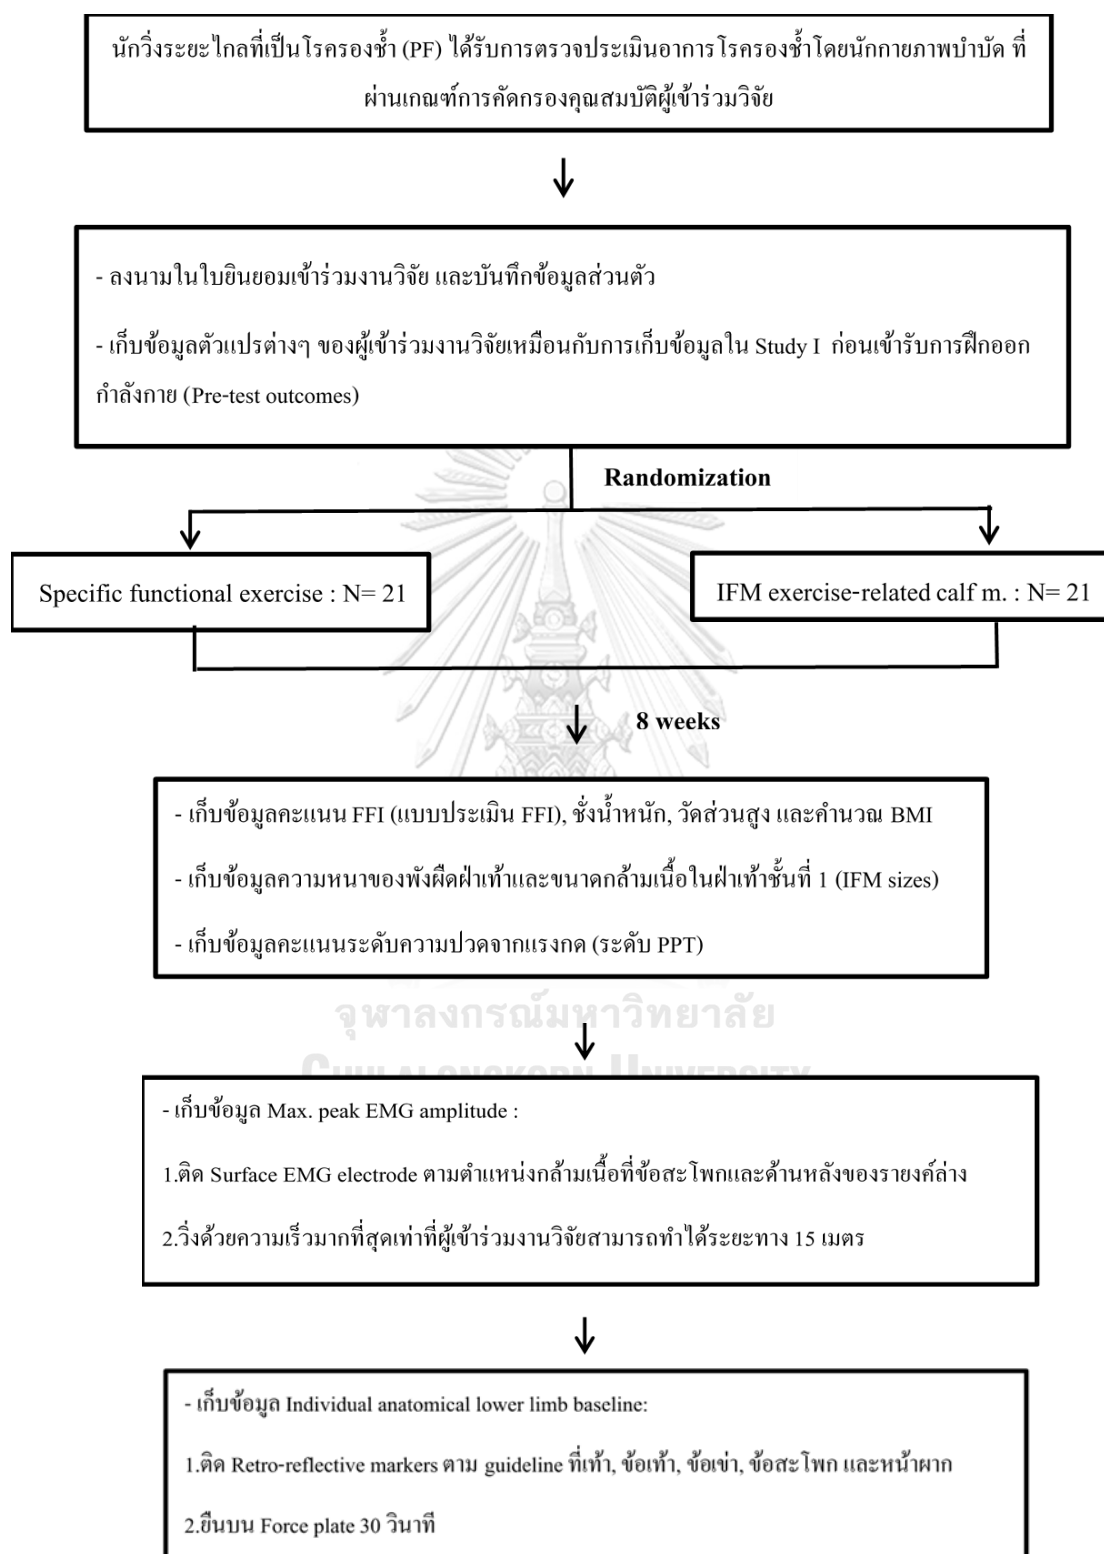 นักวิ่งระยะไกลที่เป็นโรครองช้ำ (PF) ได้รับการตรวจประเมินอาการโรครองช้ำโดยนักกายภาพบำบัด ที่
ผ่านเกณฑ์การคัดกรองคุณสมบัติผู้เข้าร่วมวิจัย
- ลงนามในใบยินยอมเข้าร่วมงานวิจัย และบันทึกข้อมูลส่วนตัว
- เก็บข้อมูลตัวแปรต่างๆ ของผู้เข้าร่วมงานวิจัยเหมือนกับการเก็บข้อมูลใน Study I ก่อนเข้ารับการฝึกออก
กำลังกาย (Pre-test outcomes)
Randomization
Specific functional exercise : N= 21
IFM exercise-related calf m. : N= 21
8 weeks
- เก็บข้อมูลคะแนน FFI (แบบประเมิน FFI), ชั่งน้ำหนัก, วัดส่วนสูง และคำนวณ BMI
- เก็บข้อมูลความหนาของพังผืดฝ่าเท้าและขนาดกล้ามเนื้อในฝ่าเท้าชั้นที่ 1 (IFM sizes)
- เก็บข้อมูลคะแนนระดับความปวดจากแรงกด (ระดับ PPT)
จุฬาลงกรณ์มหาวิทยาลัย
CHULALONGKORN UNIVERSITY
- เก็บข้อมูล Max. peak EMG amplitude :
1.ติด Surface EMG electrode ตามตำแหน่งกล้ามเนื้อที่ข้อสะโพกและด้านหลังของรายงค์ล่าง
2.วิ่งด้วยความเร็วมากที่สุดเท่าที่ผู้เข้าร่วมงานวิจัยสามารถทำได้ระยะทาง 15 เมตร
- เก็บข้อมูล Individual anatomical lower limb baseline:
1.ติด Retro-reflective markers ตาม guideline ที่เท้า, ข้อเท้า, ข้อเข่า, ข้อสะโพก และหน้าผาก
2.ยืนบน Force plate 30 วินาที